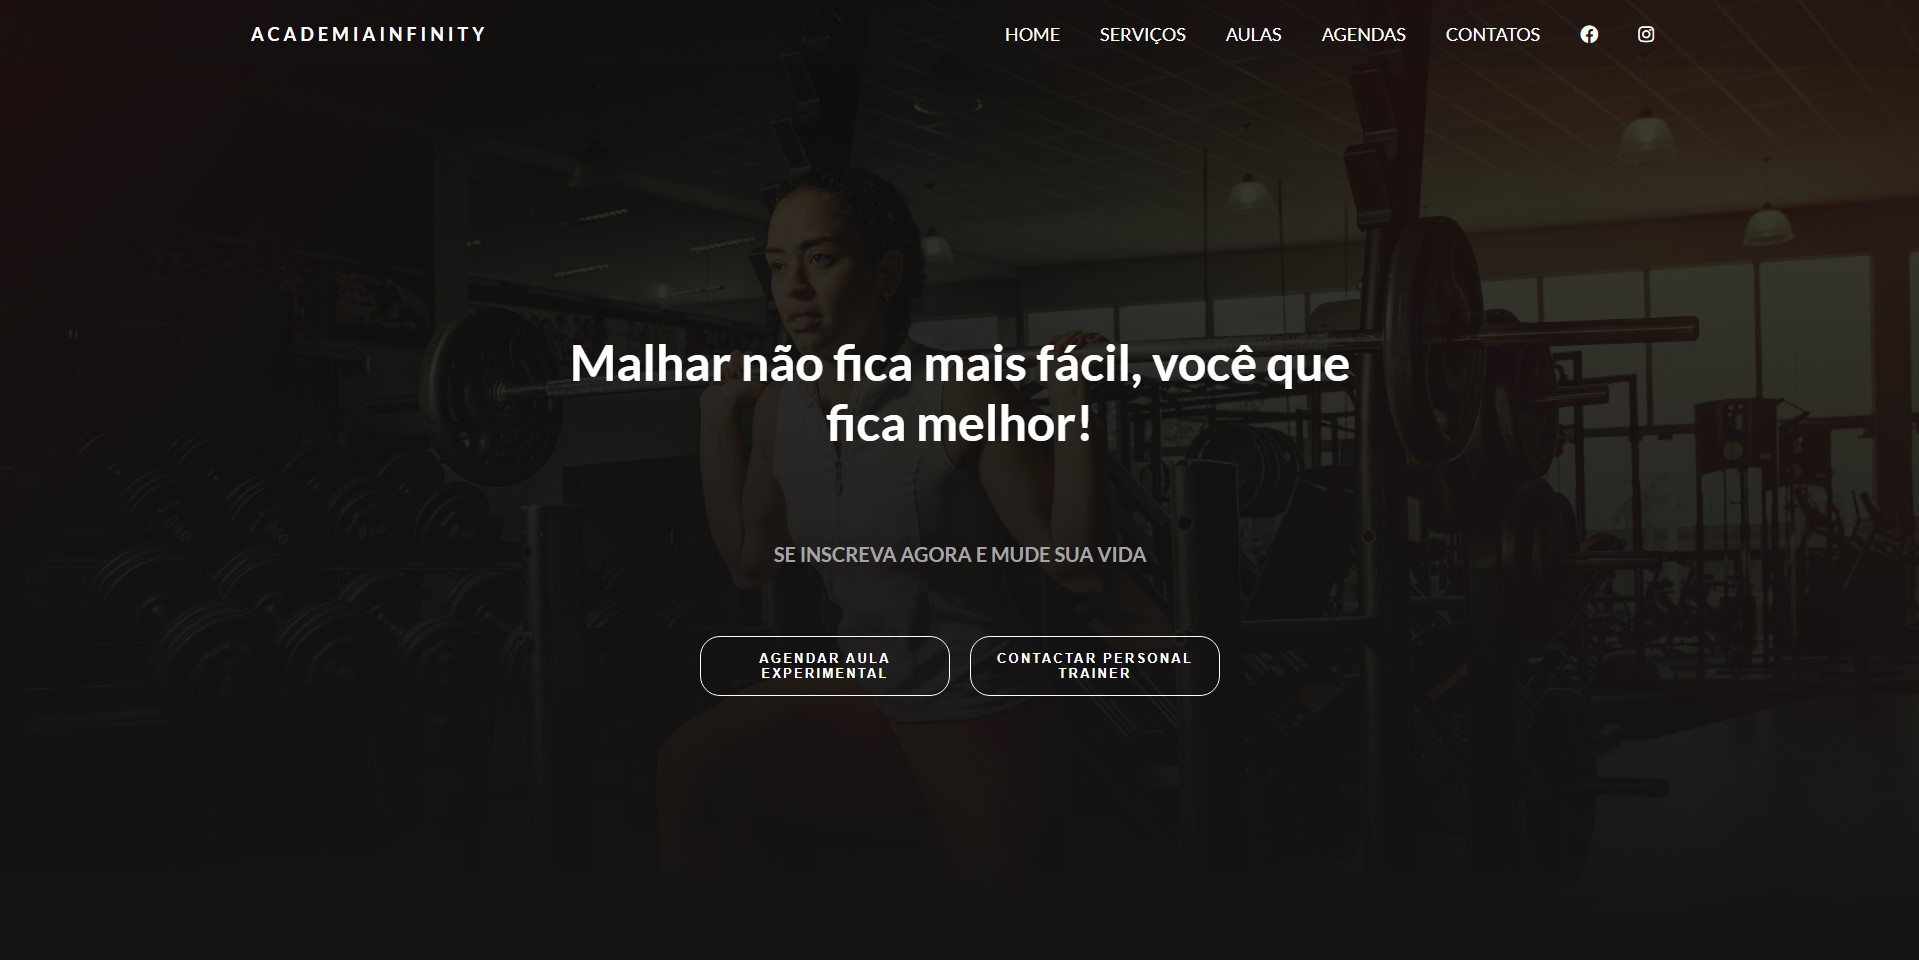 ACADEMIAINFINITY
HOME SERVIÇOS AULAS AGENDAS CONTATOS
Malhar não fica mais fácil, você que
fica melhor!
SE INSCREVA AGORA E MUDE SUA VIDA
AGENDAR AULA
EXPERIMENTAL
CONTACTAR PERSONAL
TRAINER